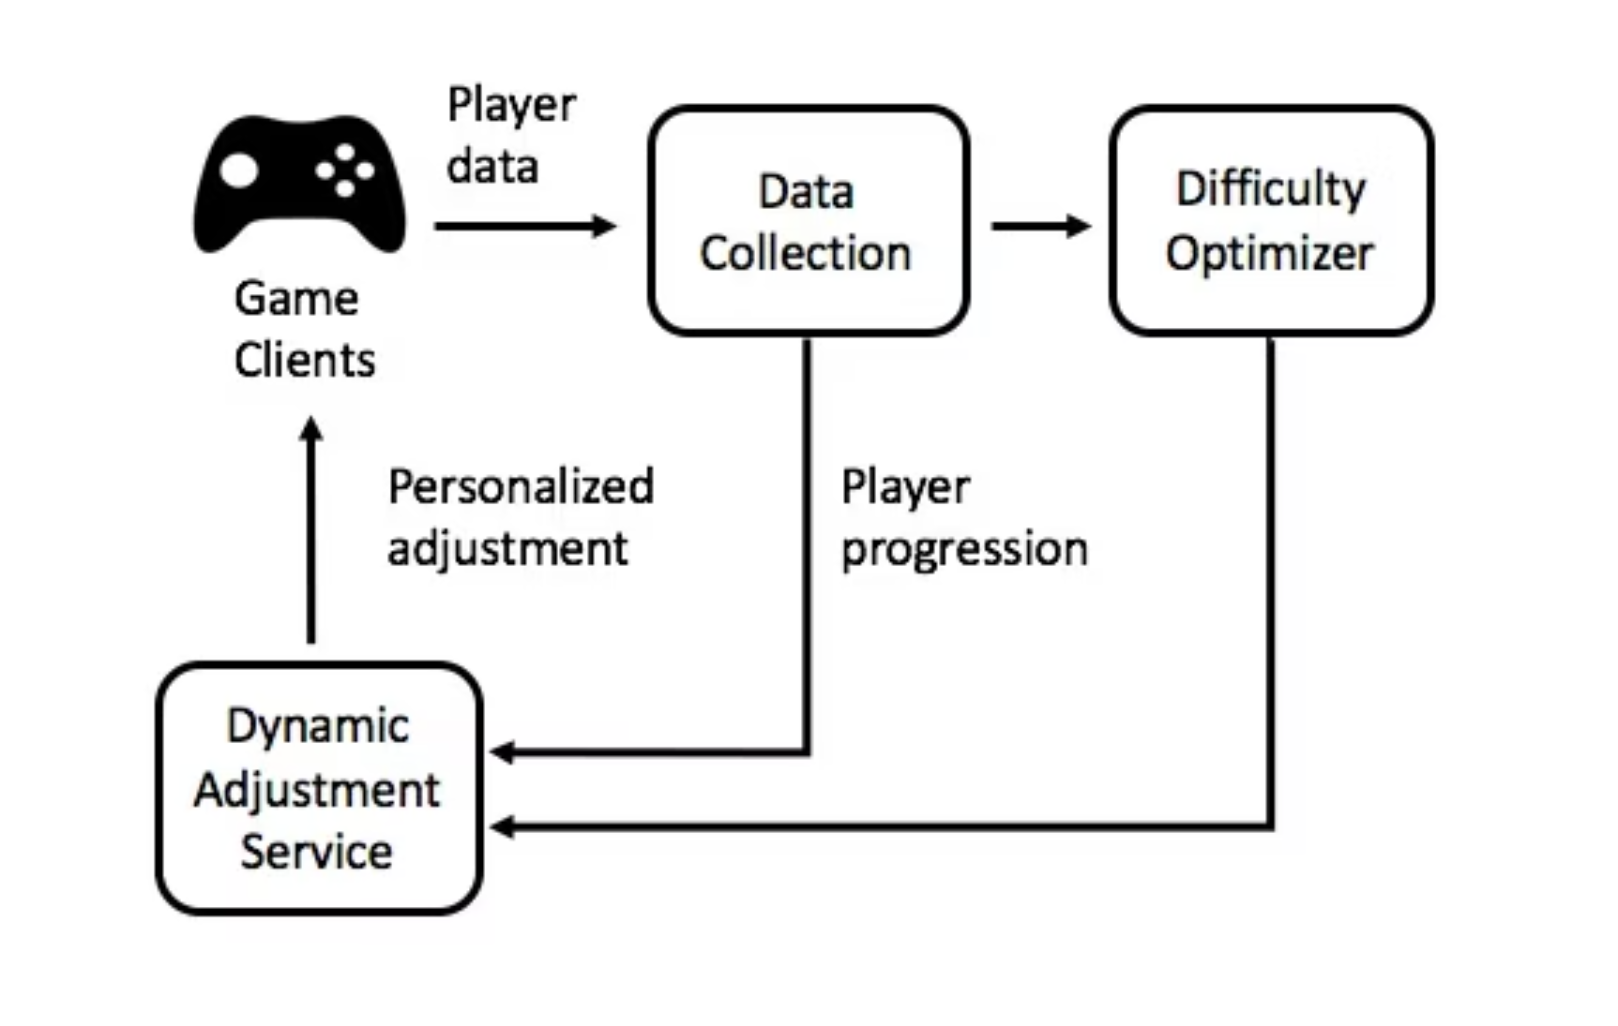 Player
data
Data
Collection
Difficulty
Optimizer
Game
Clients
Personalized
adjustment
Player
progression
Dynamic
Adjustment
Service